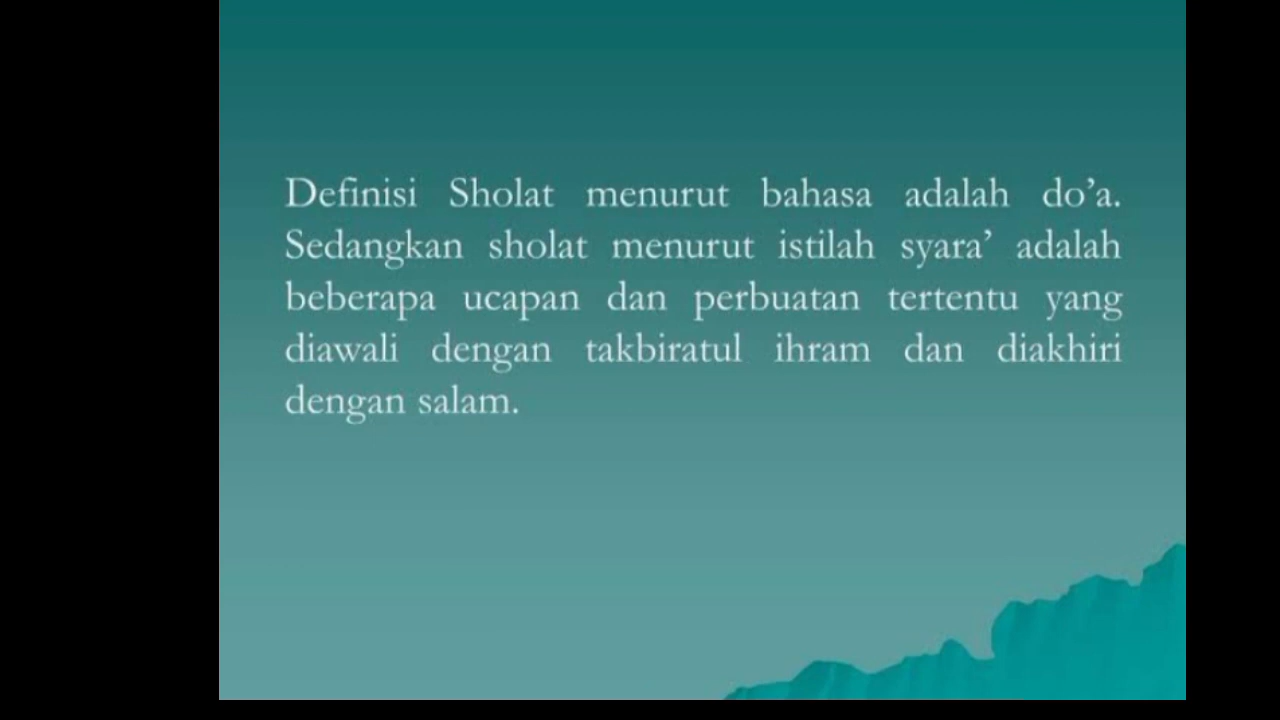 Definisi Sholat menurut bahasa adalah do’a.
Sedangkan sholat menurut istilah syara’ adalah
beberapa ucapan dan perbuatan tertentu yang
diawali dengan takbiratul ihram dan diakhiri
dengan salam.